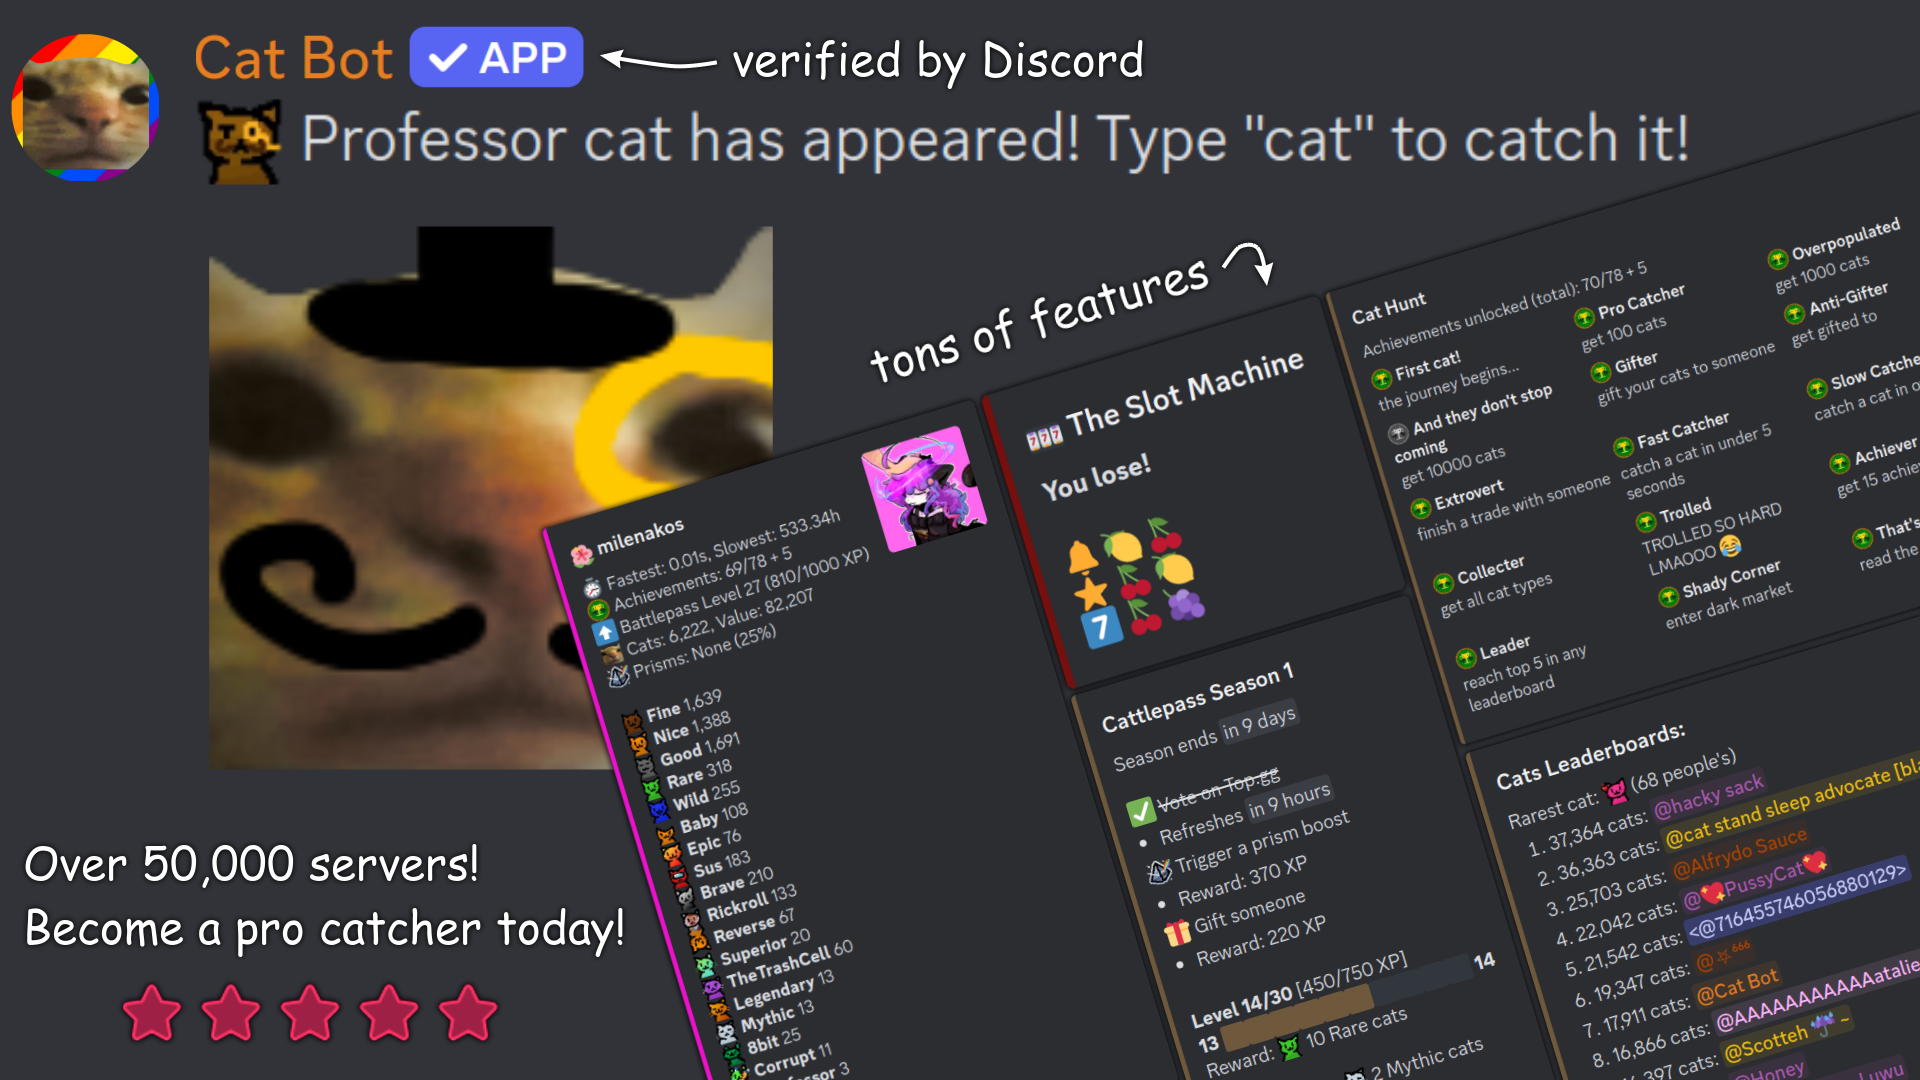 Cat Bot ✓ APP
verified by Discord
Professor cat has appeared! Type "cat" to catch it!
tons of features
milenakos
Fastest: 0.01s, Slowest: 533.34h
Achievements: 69/78 + 5
Battlepass Level 27 (810/1000 XP)
Cats: 6,222, Value: 82,207
Prisms: None (25%)
Fine 1,639
Nice 1,388
Good 1,691
Rare 318
Wild 255
Baby 108
Epic 76
Sus 183
Brave 210
Rickroll 133
Reverse 67
Superior 20
TheTrashCell 60
Legendary 13
Mythic 13
8bit 25
Corrupt 11
fessor 3
777 The Slot Machine
You lose!
7
Cattlepass Season 1
Season ends in 9 days
Vote on Top.gg
• Refreshes in 9 hours
Trigger a prism boost
• Reward: 370 XP
Gift someone
• Reward: 220 XP
Level 14/30 [450/750 XP]
13 14
Reward: 10 Rare cats
2 Mythic cats
Cat Hunt
Achievements unlocked (total): 70/78 + 5
First cat!
the journey begins...
And they don't stop
coming
get 10000 cats
Extrovert
finish a trade with someone
Collecter
get all cat types
Leader
reach top 5 in any
leaderboard
Pro Catcher
get 100 cats
Gifter
gift your cats to someone
Fast Catcher
catch a cat in under 5
seconds
Trolled
TROLLED SO HARD
LMAOOO 😂
Shady Corner
enter dark market
Overpopulated
get 1000 cats
Anti-Gifter
get gifted to
Slow Catche
catch a cat in o
Achiever
get 15 achiev
That's
read the
Cats Leaderboards:
Rarest cat: (68 people's)
1. 37,364 cats: @hacky sack
2. 36,363 cats: @cat stand sleep advocate [bla
3. 25,703 cats: @Alfrydo Sauce
4. 22,042 cats: @💖PussyCat💖
5. 21,542 cats: <@716455746056880129>
6. 19,347 cats: @⛧⁶⁶⁶
7. 17,911 cats: @Cat Bot
8. 16,866 cats: @AAAAAAAAAAatalie
397 cats: @Scotteh ☔ ~
@Honey
Luwu
Over 50,000 servers!
Become a pro catcher today!